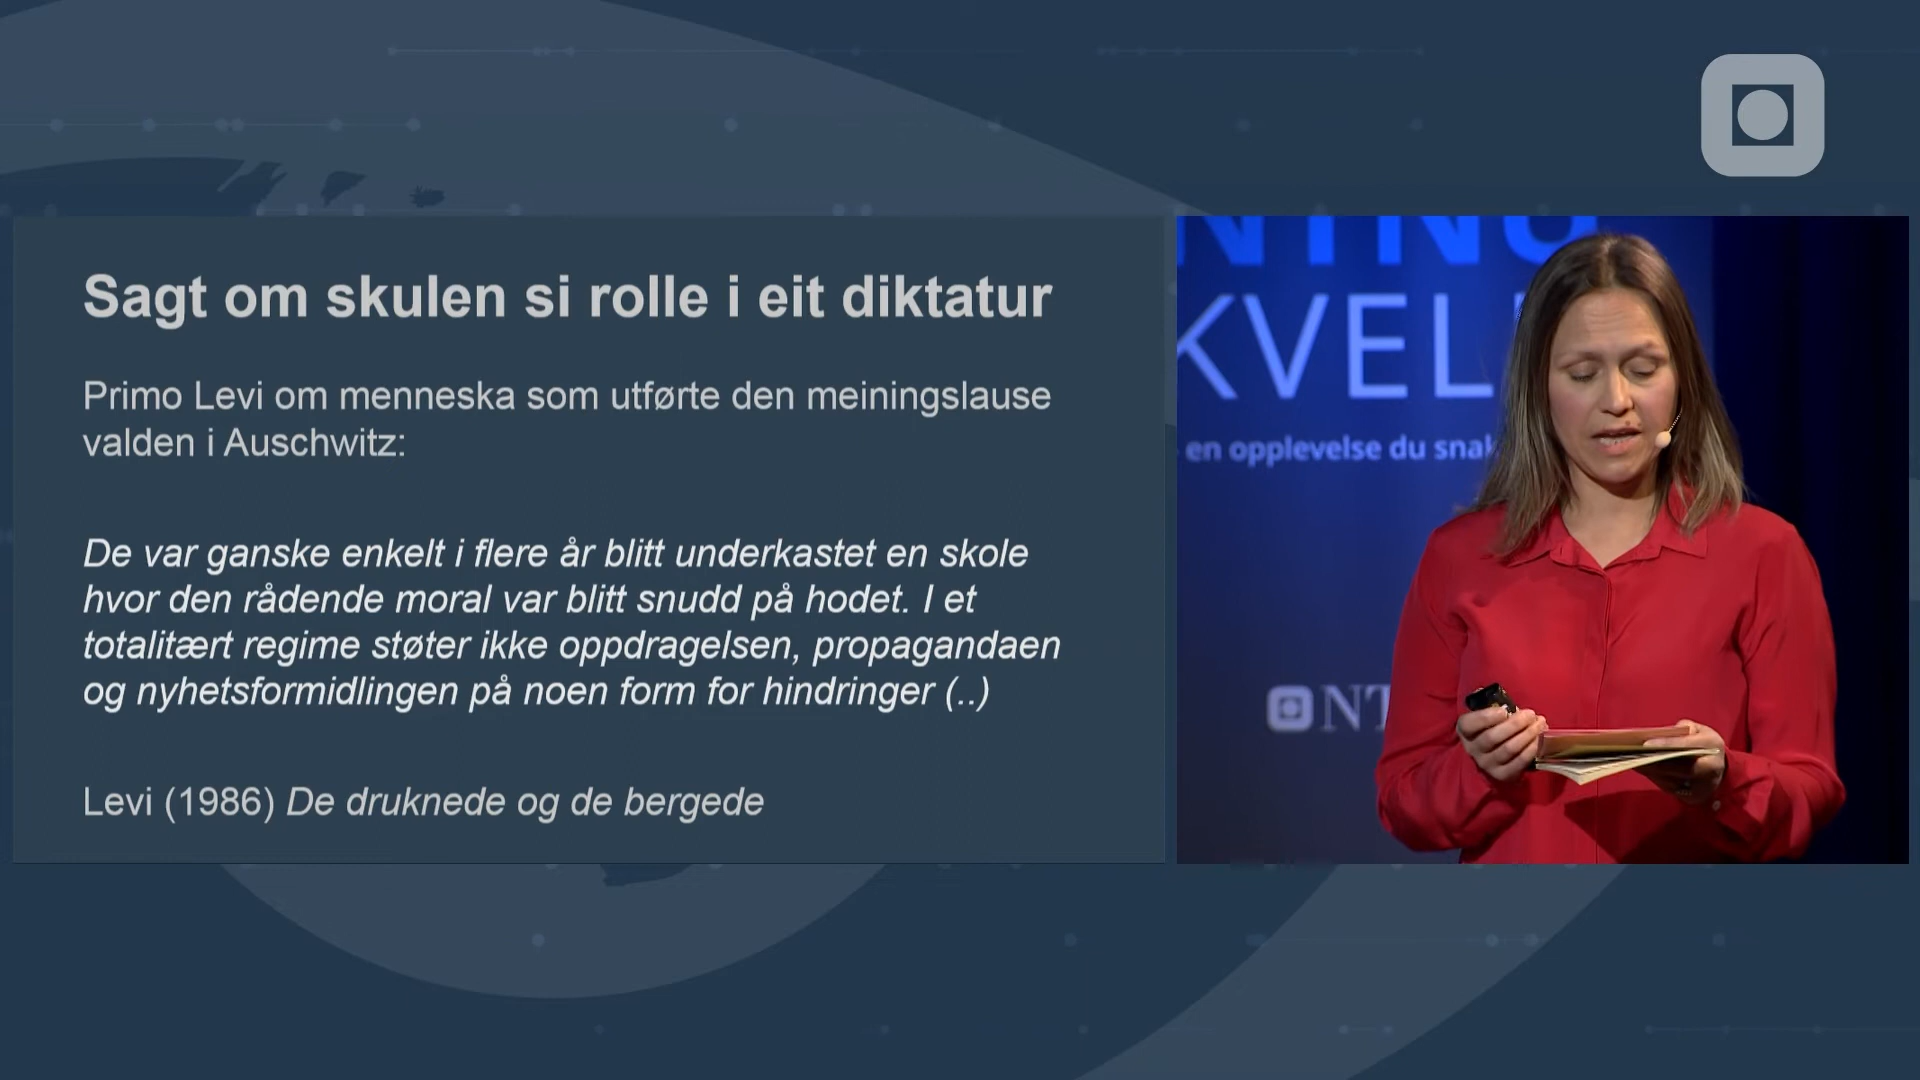 Sagt om skulen si rolle i eit diktatur
Primo Levi om menneska som utførte den meiningslause
valden i Auschwitz:
De var ganske enkelt i flere år blitt underkastet en skole
hvor den rådende moral var blitt snudd på hodet. I et
totalitært regime støter ikke oppdragelsen, propagandaen
og nyhetsformidlingen på noen form for hindringer (..)
Levi (1986) De druknede og de bergede
NING
KVEL
en opplevelse du snak
NT